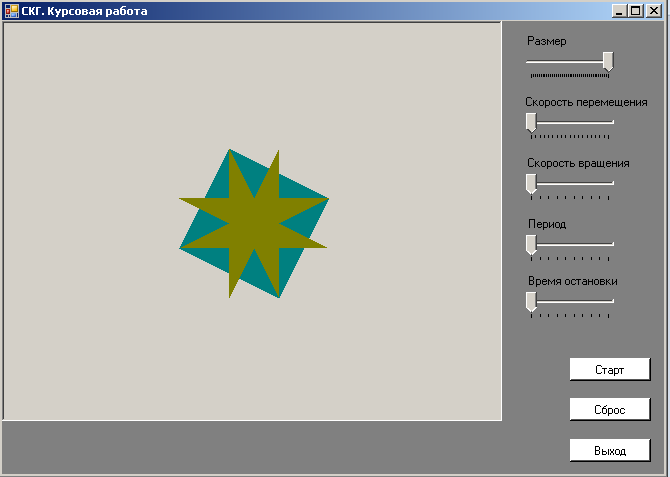 СКГ. Курсовая работа
Размер
Скорость перемещения
Скорость вращения
Период
Время остановки
Старт
Сброс
Выход